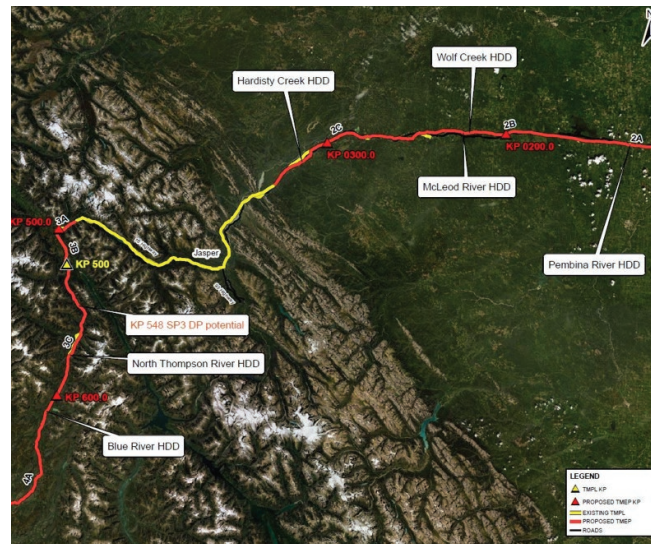 Wolf Creek HDD
Hardisty Creek HDD
2C
2B
2A
KP 0300.0
KP 0200.0
McLeod River HDD
3A
KP 500.0
3B
Jasper
KP 500
Pembina River HDD
KP 548 SP3 DP potential
3C
North Thompson River HDD
KP 600.0
Blue River HDD
4A
LEGEND
TMPL KP
PROPOSED TMEP KP
EXISTING TMPL
PROPOSED TMEP
ROADS